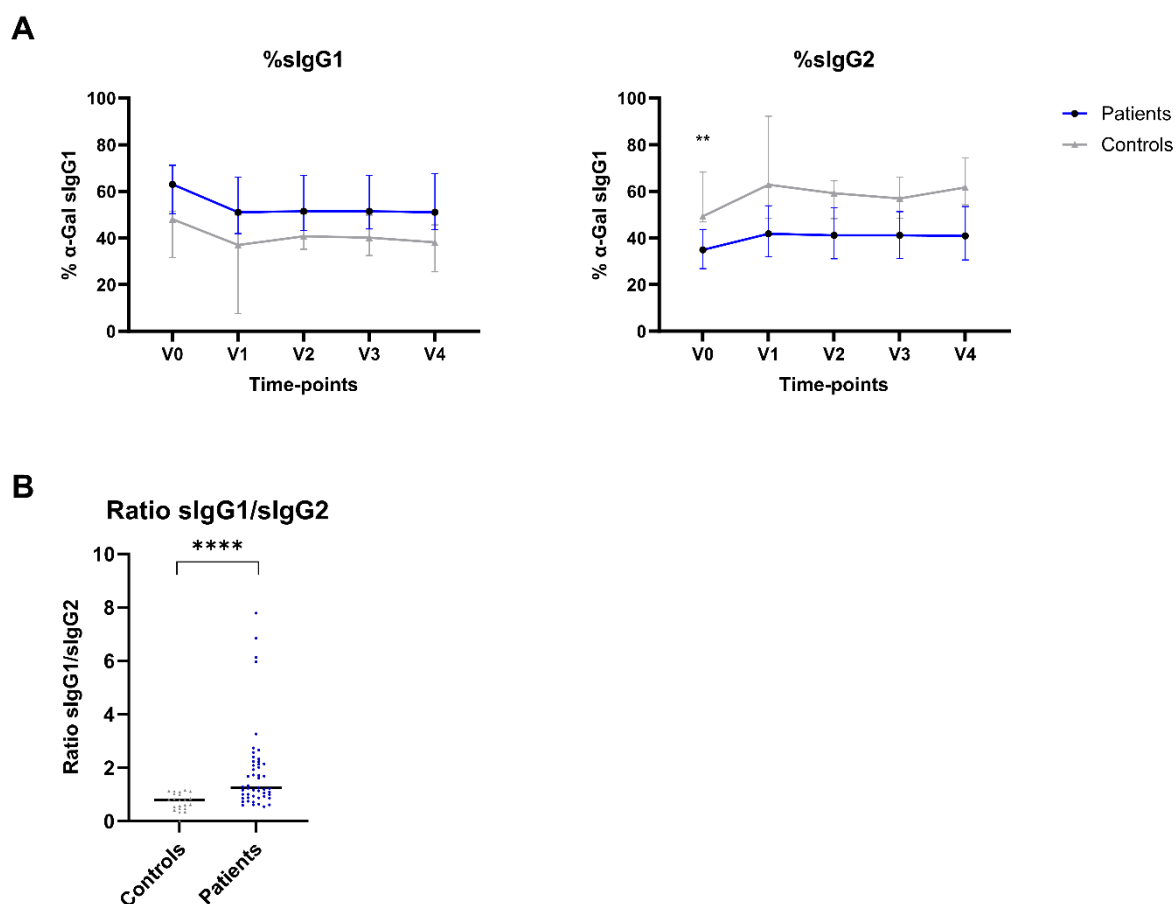 A
%sIgG1
100
80
60
40
20
0
% α-Gal sIgG1
V0 V1 V2 V3 V4
Time-points
%sIgG2
100
80
60
40
20
0
% α-Gal sIgG1
**
V0 V1 V2 V3 V4
Time-points
Patients
Controls
B
Ratio sIgG1/sIgG2
****
10
8
6
4
2
0
Ratio sIgG1/sIgG2
Controls
Patients